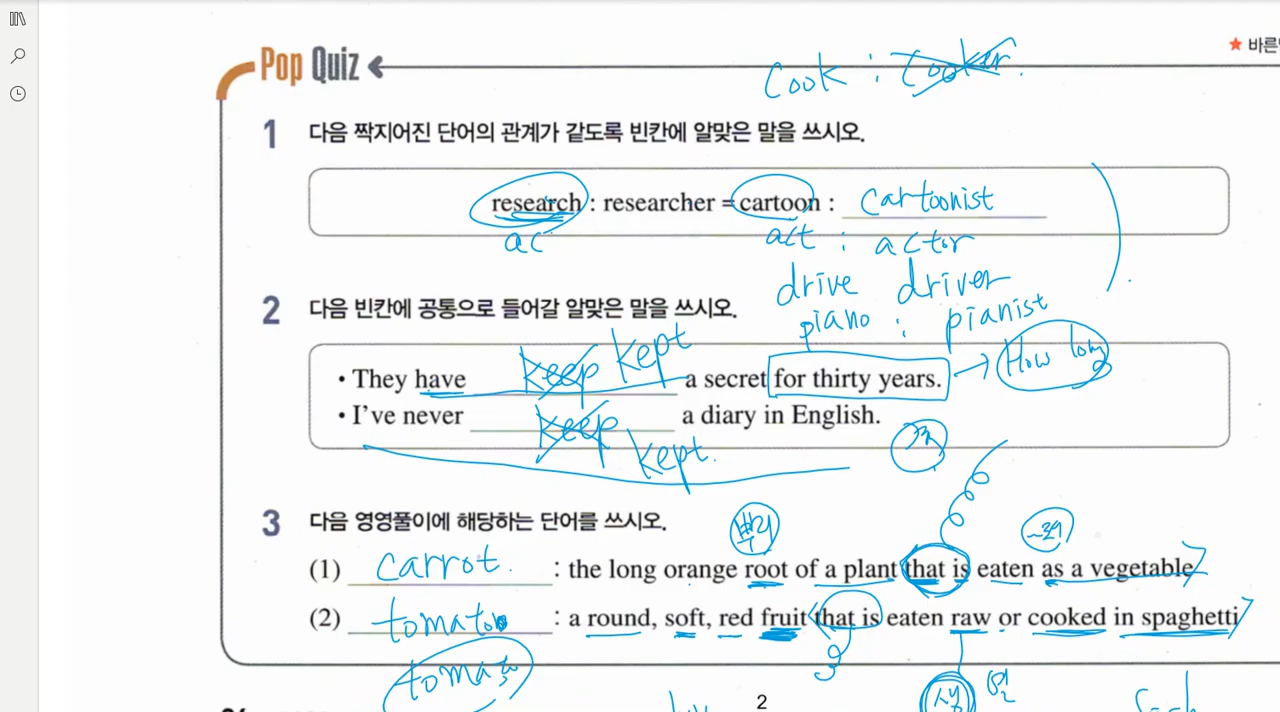 ★ 바른
Pop Quiz
Cook : Cooker.
1 다음 짝지어진 단어의 관계가 같도록 빈칸에 알맞은 말을 쓰시오.
research : researcher = cartoon : cartoonist
ac
act : actor
drive driver
piano : pianist
2 다음 빈칸에 공통으로 들어갈 알맞은 말을 쓰시오.
• They have keep kept a secret for thirty years. → How long
• I've never keep kept. a diary in English.
3 다음 영영풀이에 해당하는 단어를 쓰시오.
뿌리
~로서
(1) carrot. : the long orange root of a plant that is eaten as a vegetable
(2) tomato : a round, soft, red fruit that is eaten raw or cooked in spaghetti
2